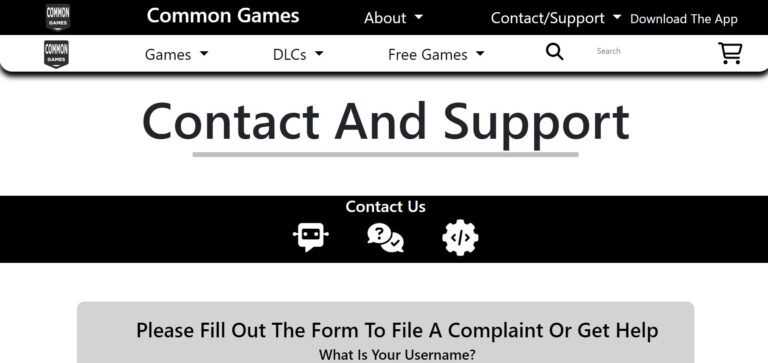 COMMON GAMES
Common Games
About
Contact/Support
Download The App
COMMON GAMES
Games
DLCs
Free Games
Search
Contact And Support
Contact Us
?
</>
Please Fill Out The Form To File A Complaint Or Get Help
What Is Your Username?